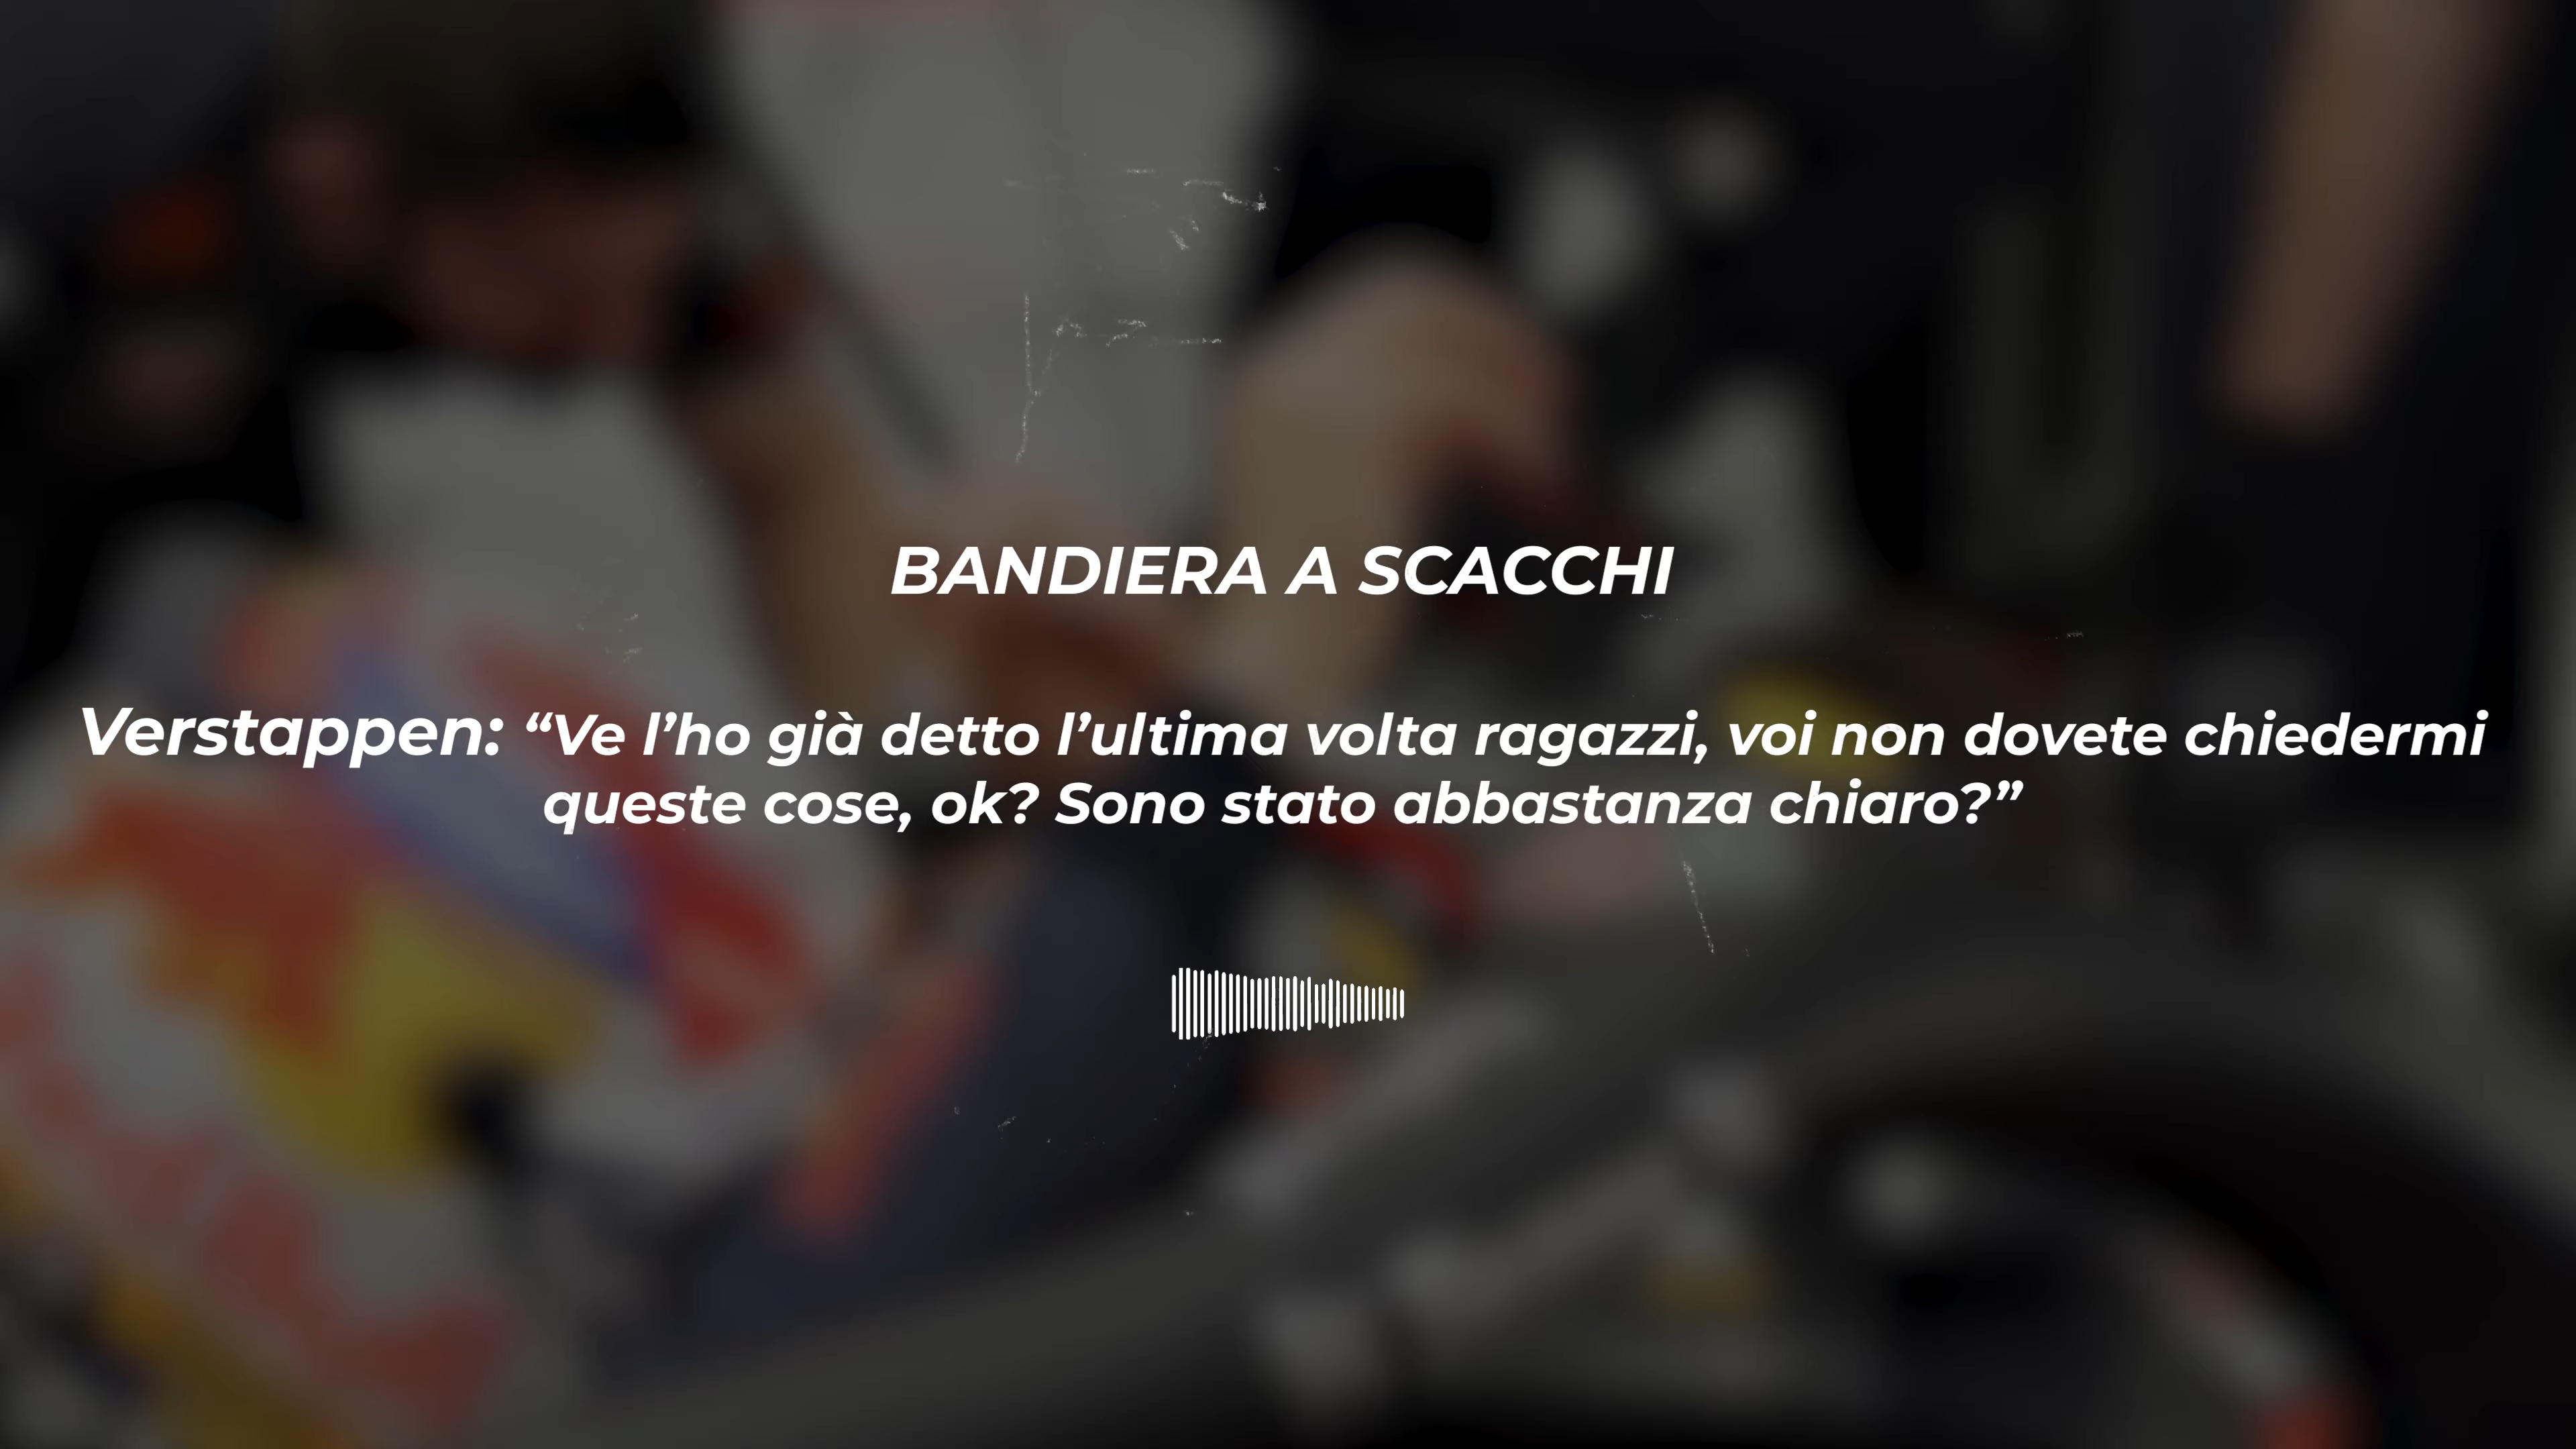 BANDIERA A SCACCHI
Verstappen: “Ve l’ho già detto l’ultima volta ragazzi, voi non dovete chiedermi
queste cose, ok? Sono stato abbastanza chiaro?”